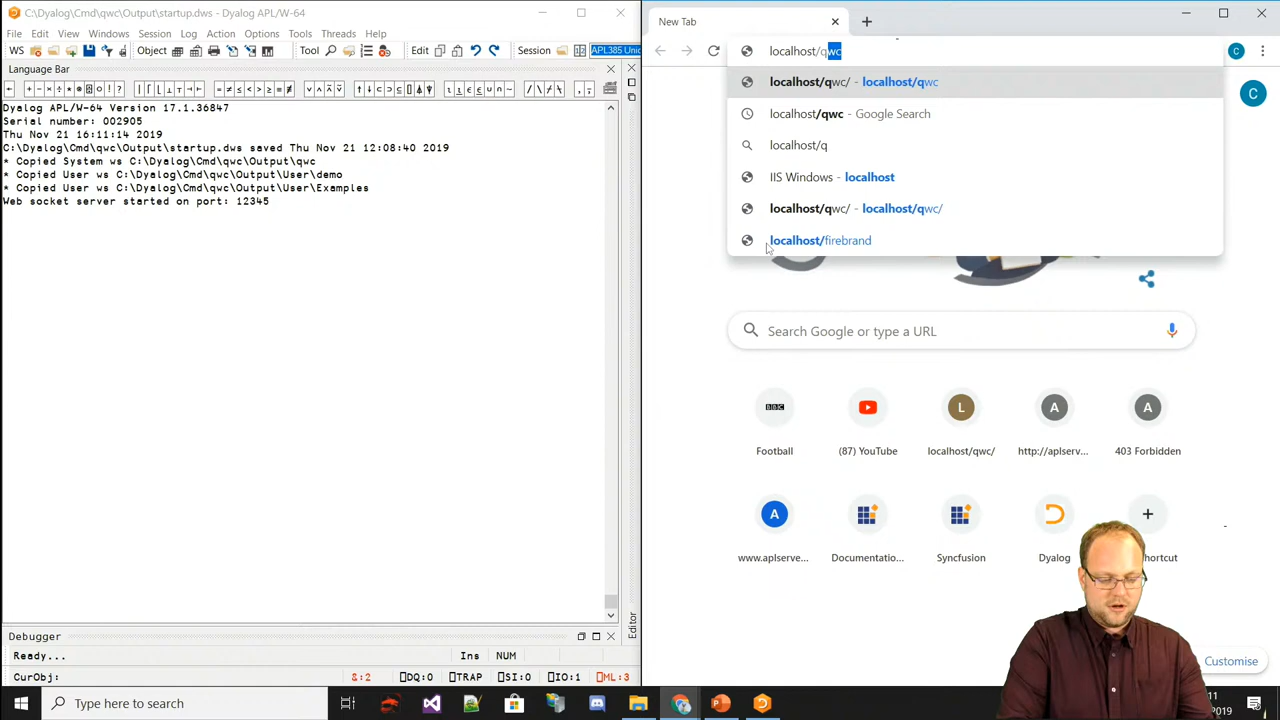 C:\Dyalog\Cmd\qwc\Output\startup.dws - Dyalog APL/W-64
File Edit View Windows Session Log Action Options Tools Threads Help
WS Object Tool Edit Session APL385 Unic
Language Bar
Dyalog APL/W-64 Version 17.1.36847
Serial number: 002905
Thu Nov 21 16:11:14 2019
C:\Dyalog\Cmd\qwc\Output\startup.dws saved Thu Nov 21 12:08:40 2019
* Copied System ws C:\Dyalog\Cmd\qwc\Output\qwc
* Copied User ws C:\Dyalog\Cmd\qwc\Output\User\demo
* Copied User ws C:\Dyalog\Cmd\qwc\Output\User\Examples
Web socket server started on port: 12345
Editor
Debugger
Ready... Ins NUM
CurObj: &:2 ⎕DQ:0 ⎕TRAP ⎕SI:0 ⎕IO:1 ⎕ML:3
New Tab
localhost/qwc
C
localhost/qwc/ - localhost/qwc
localhost/qwc - Google Search
localhost/q
IIS Windows - localhost
localhost/qwc/ - localhost/qwc/
localhost/firebrand
C
Search Google or type a URL
BBC L A A
Football (87) YouTube localhost/qwc/ http://aplserv... 403 Forbidden
A
www.aplserve... Documentatio... Syncfusion Dyalog hortcut
Customise
Type here to search
11
2019